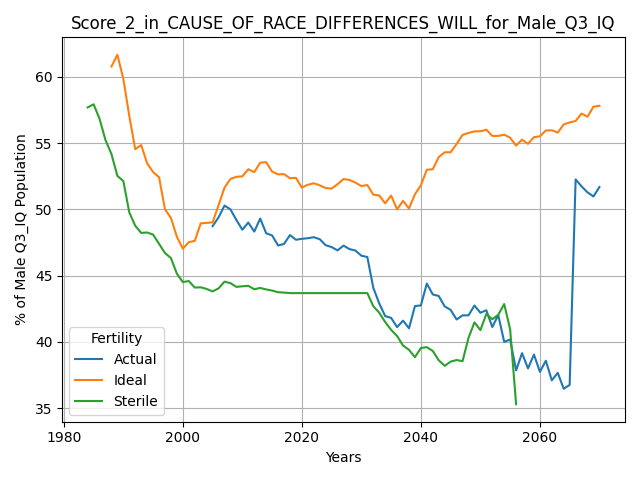 Score_2_in_CAUSE_OF_RACE_DIFFERENCES_WILL_for_Male_Q3_IQ
% of Male Q3_IQ Population
60
55
50
45
40
35
Fertility
Actual
Ideal
Sterile
1980
2000
2020
2040
2060
Years